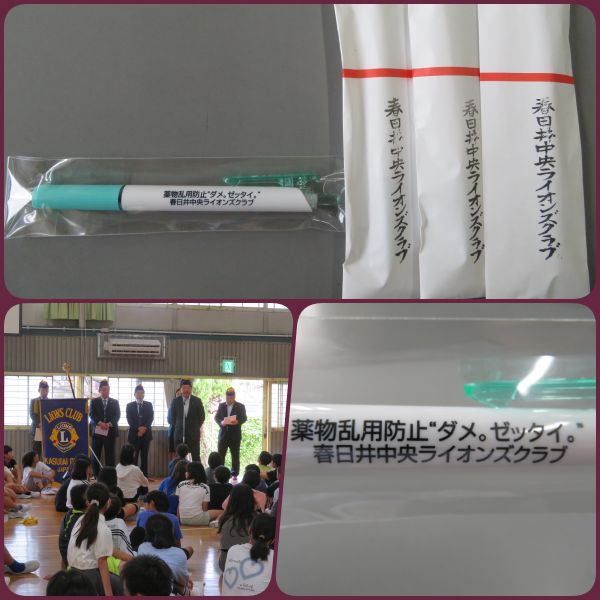 薬物乱用防止“ダメ。ゼッタイ。”
春日井中央ライオンズクラブ
春日井中央ライオンズクラブ
春日井中央ライオンズクラブ
春日井中央ライオンズクラブ
LIONS CLUB
L
薬物乱用防止“ダメ。ゼッタイ。”
春日井中央ライオンズクラブ